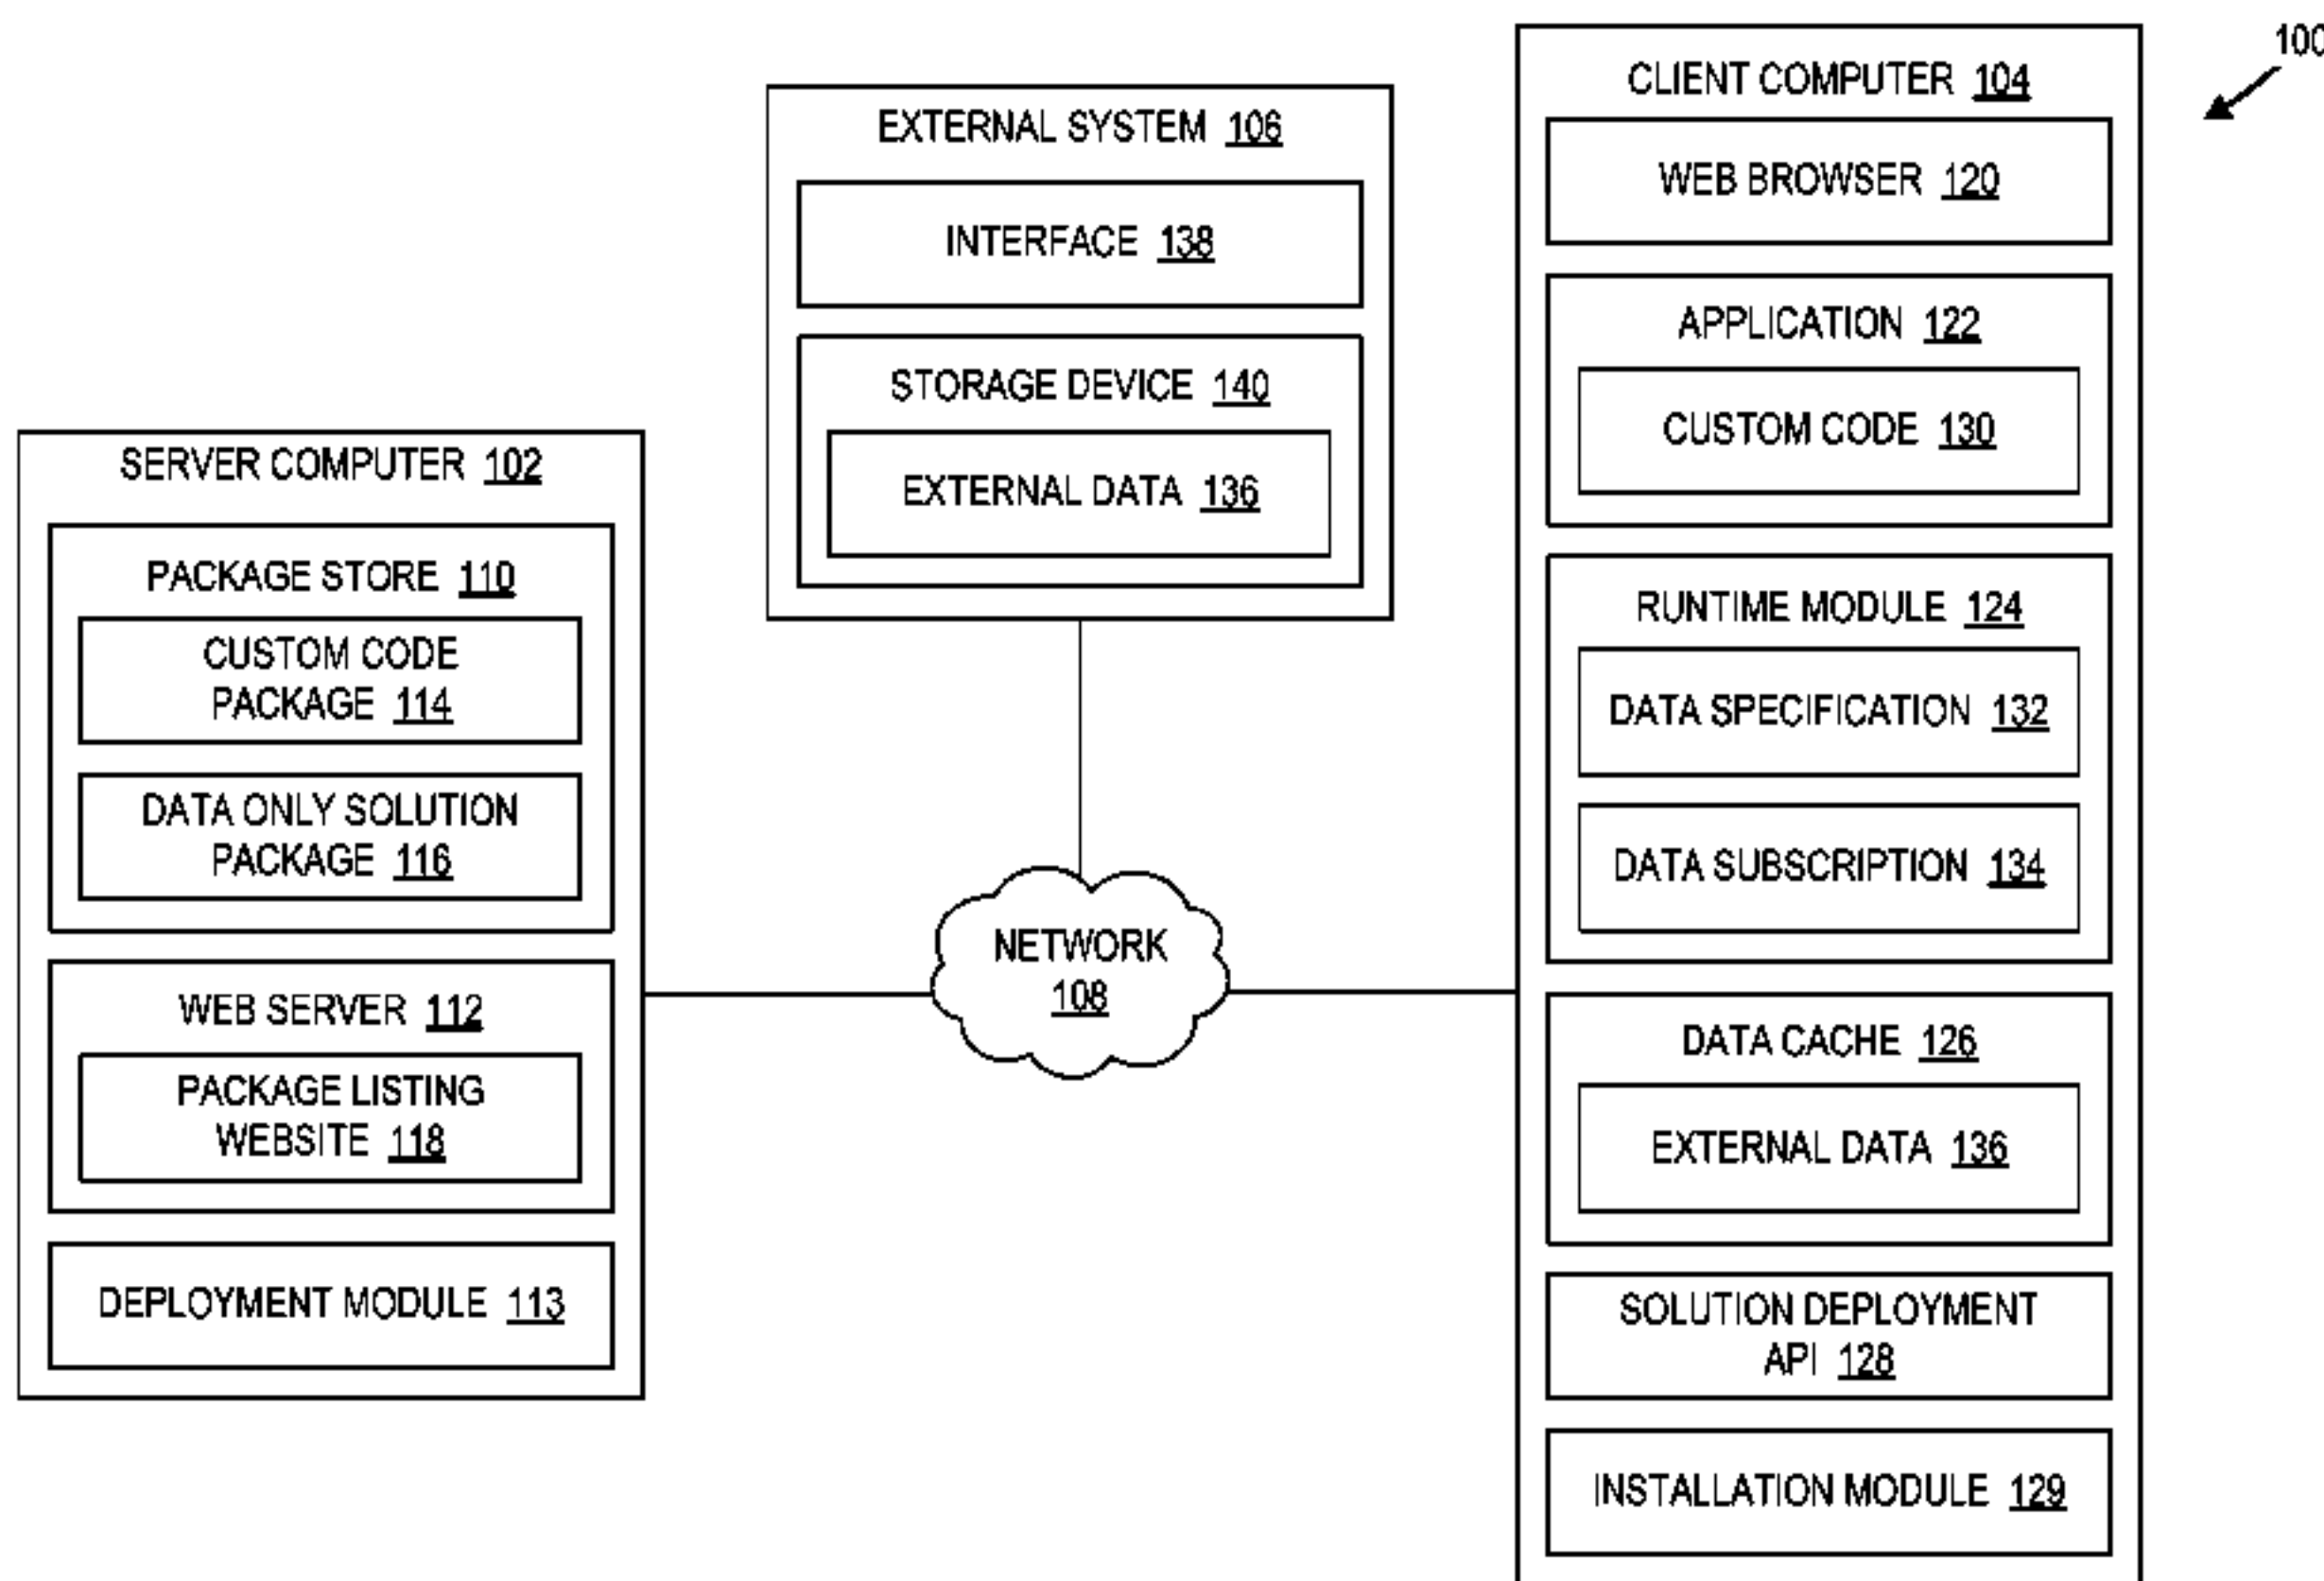 100
SERVER COMPUTER 102
PACKAGE STORE 110
CUSTOM CODE
PACKAGE 114
DATA ONLY SOLUTION
PACKAGE 116
WEB SERVER 112
PACKAGE LISTING
WEBSITE 118
DEPLOYMENT MODULE 113
EXTERNAL SYSTEM 106
INTERFACE 138
STORAGE DEVICE 140
EXTERNAL DATA 136
NETWORK
108
CLIENT COMPUTER 104
WEB BROWSER 120
APPLICATION 122
CUSTOM CODE 130
RUNTIME MODULE 124
DATA SPECIFICATION 132
DATA SUBSCRIPTION 134
DATA CACHE 126
EXTERNAL DATA 136
SOLUTION DEPLOYMENT
API 128
INSTALLATION MODULE 129